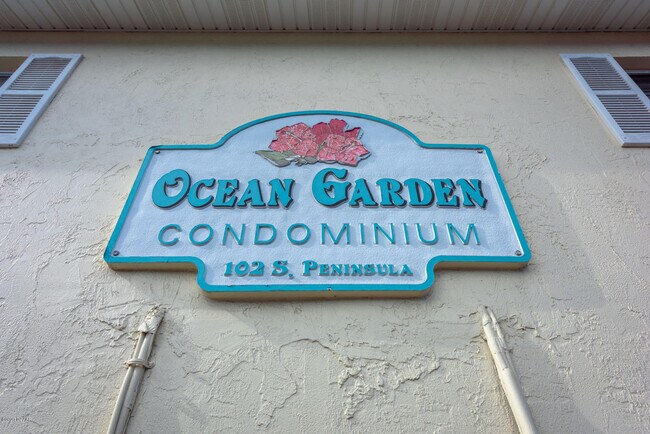 OCEAN GARDEN
CONDOMINIUM
102 S. PENINSULA